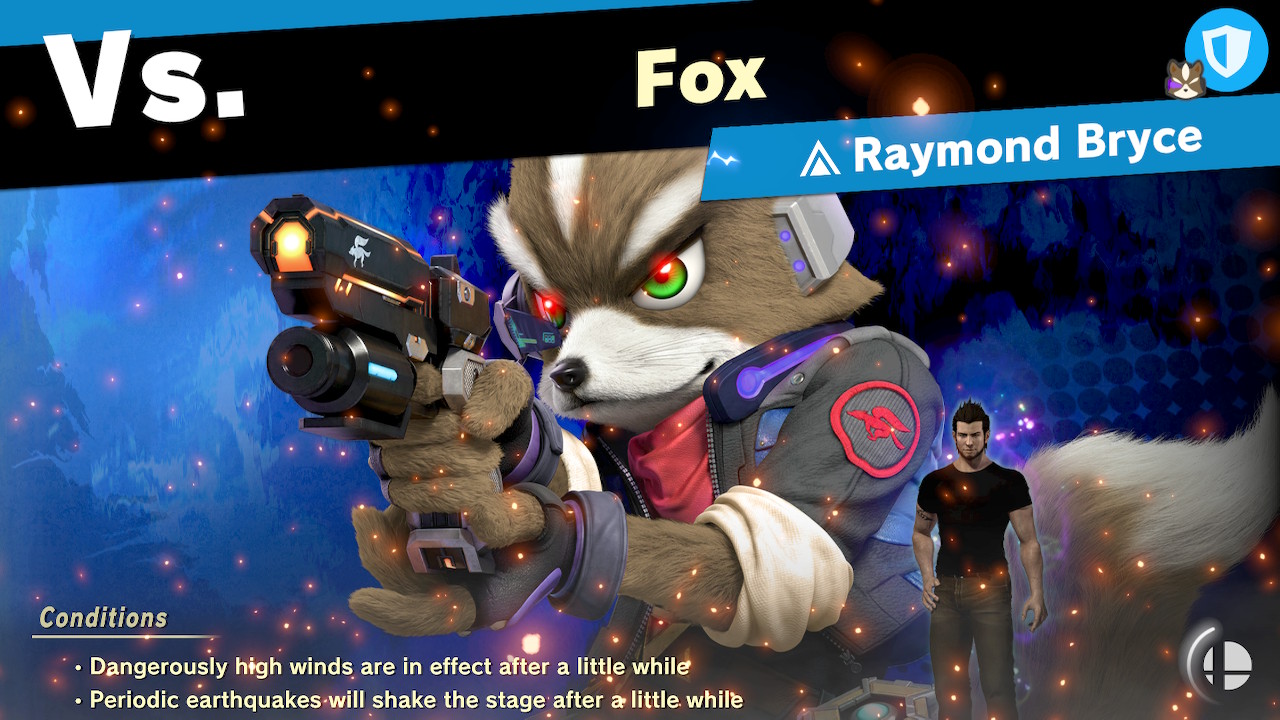 Vs.
Fox
Raymond Bryce
Conditions
• Dangerously high winds are in effect after a little while
• Periodic earthquakes will shake the stage after a little while